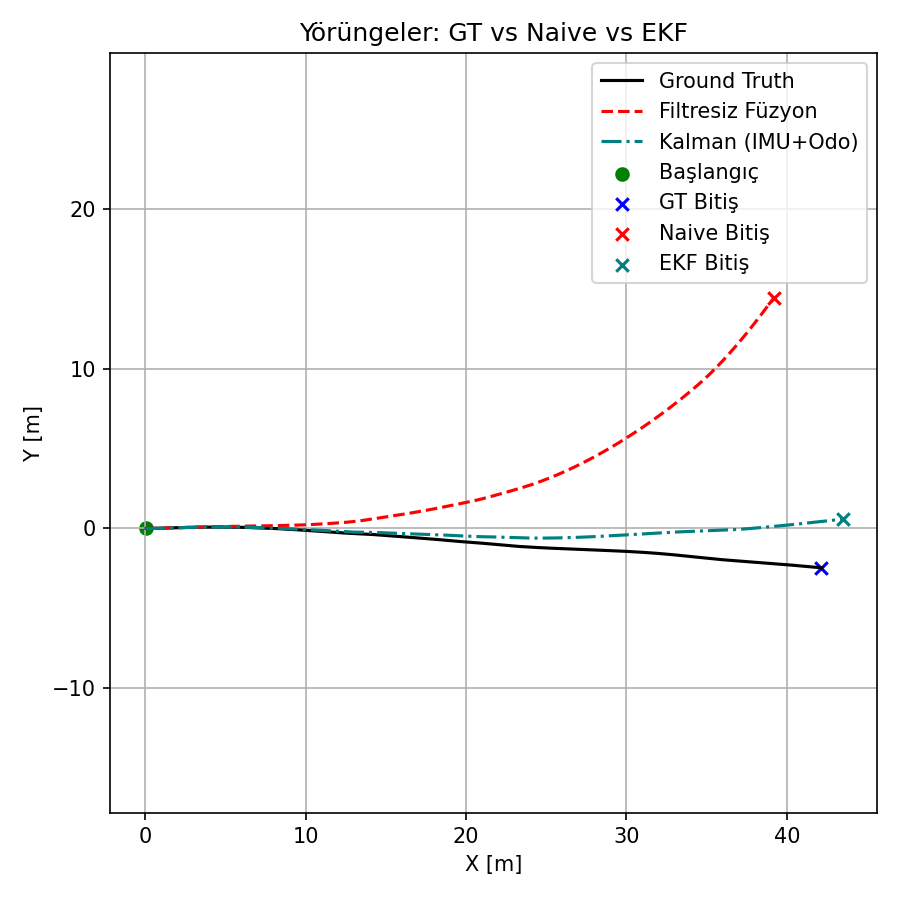 Yörüngeler: GT vs Naive vs EKF
Ground Truth
Filtresiz Füzyon
Kalman (IMU+Odo)
Başlangıç
GT Bitiş
Naive Bitiş
EKF Bitiş
20
10
0
−10
Y [m]
0 10 20 30 40
X [m]